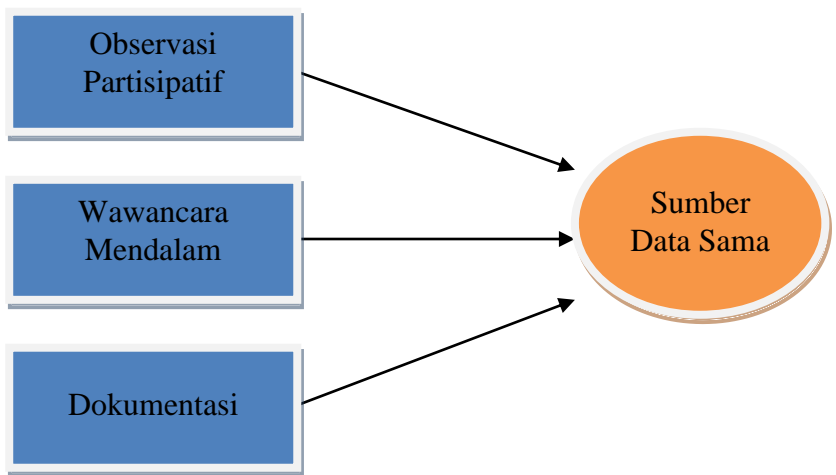 Observasi
Partisipatif
Wawancara
Mendalam
Dokumentasi
Sumber
Data Sama